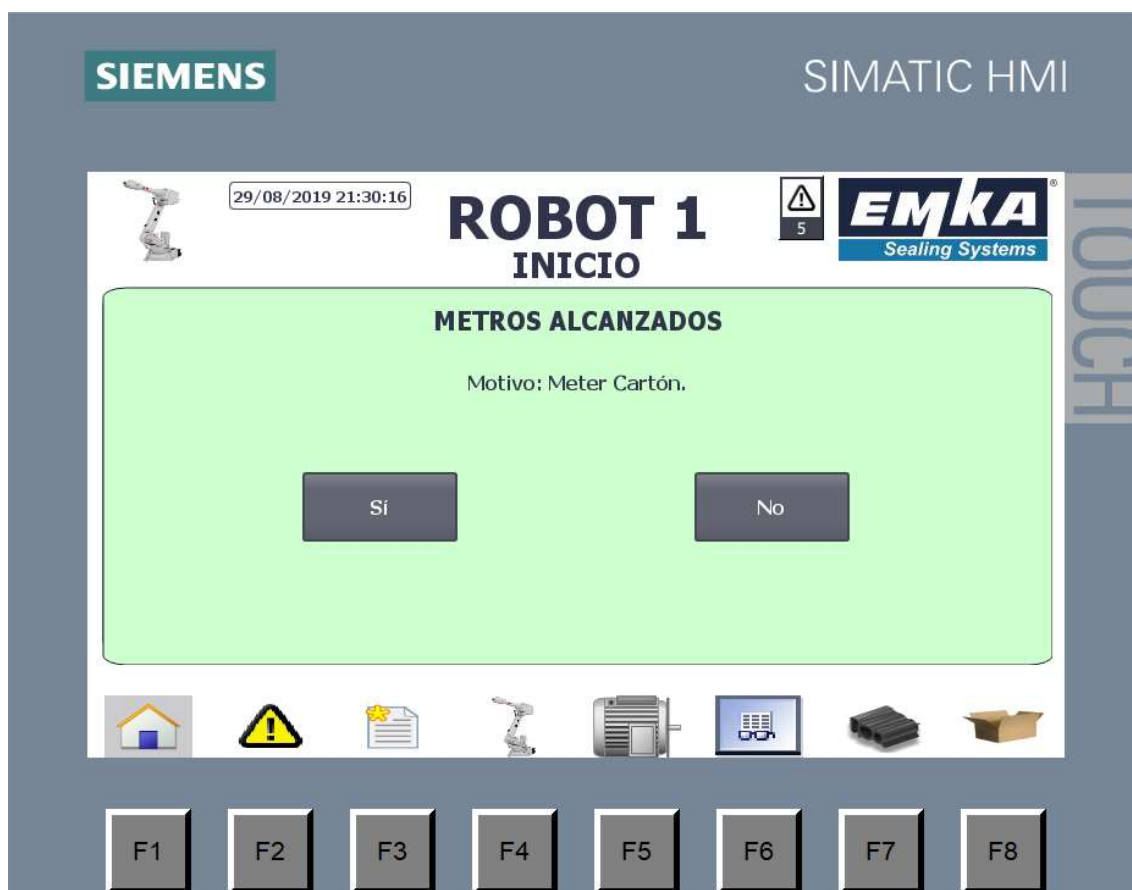 SIEMENS
SIMATIC HMI
TOUCH
29/08/2019 21:30:16
ROBOT 1
INICIO
5
EMKA®
Sealing Systems
METROS ALCANZADOS
Motivo: Meter Cartón.
Sí
No
F1
F2
F3
F4
F5
F6
F7
F8